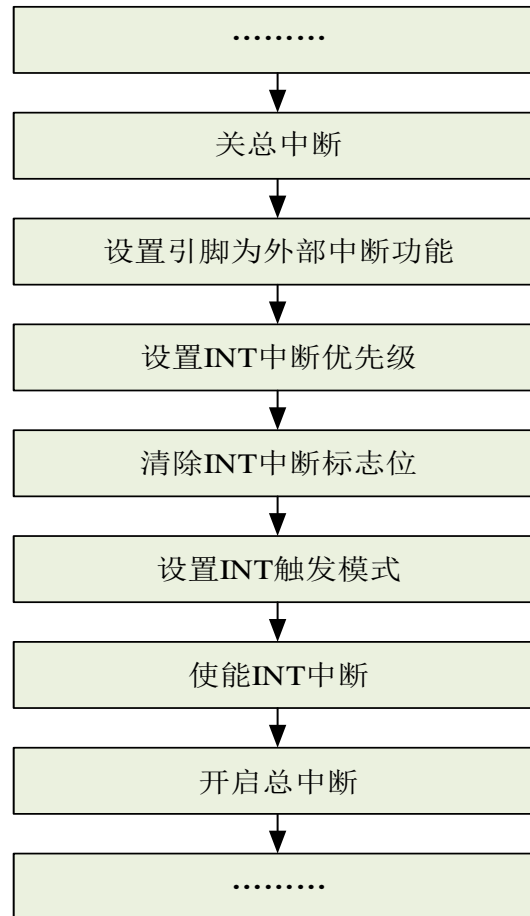 ………
关总中断
设置引脚为外部中断功能
设置INT中断优先级
清除INT中断标志位
设置INT触发模式
使能INT中断
开启总中断
………